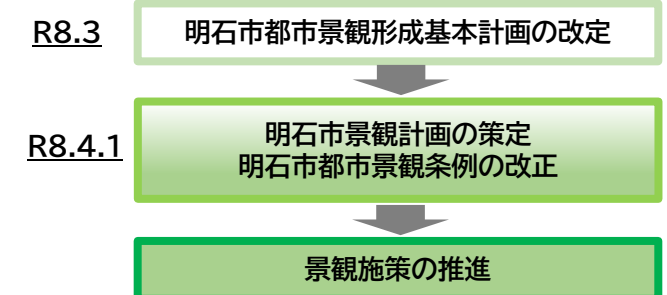 R8.3
明石市都市景観形成基本計画の改定
R8.4.1
明石市景観計画の策定
明石市都市景観条例の改正
景観施策の推進